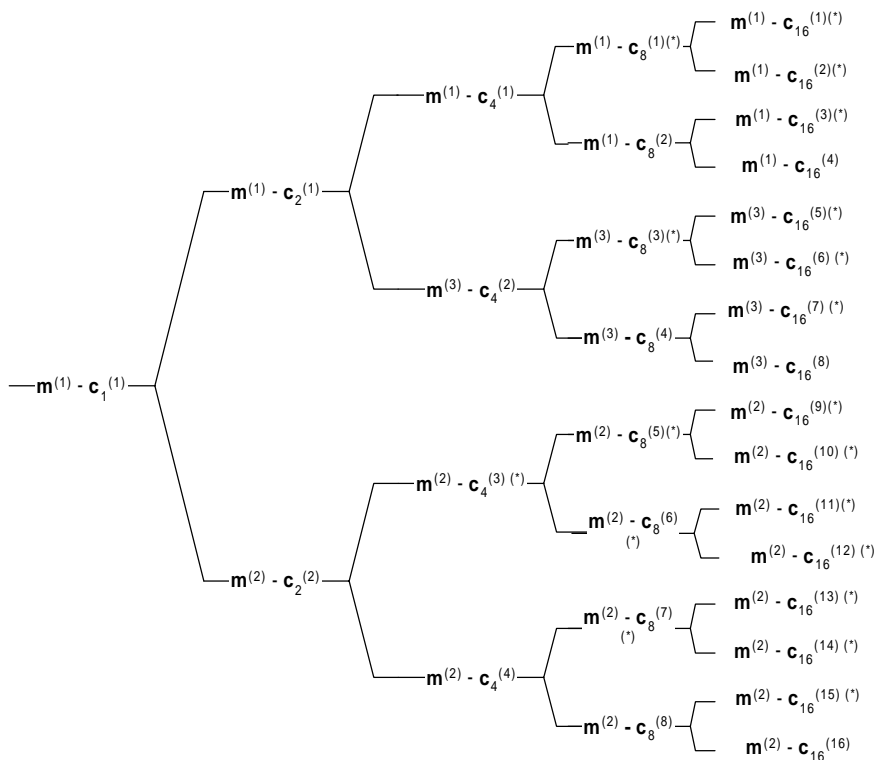 m(1) - c16(1)(*)
m(1) - c8(1)(*)
m(1) - c16(2)(*)
m(1) - c4(1)
m(1) - c16(3)(*)
m(1) - c8(2)
m(1) - c16(4)
m(1) - c2(1)
m(3) - c16(5)(*)
m(3) - c8(3)(*)
m(3) - c16(6) (*)
m(3) - c4(2)
m(3) - c16(7) (*)
m(3) - c8(4)
m(3) - c16(8)
m(1) - c1(1)
m(2) - c16(9)(*)
m(2) - c8(5)(*)
m(2) - c16(10) (*)
m(2) - c4(3) (*)
m(2) - c16(11)(*)
m(2) - c8(6)
(*)
m(2) - c16(12) (*)
m(2) - c2(2)
m(2) - c16(13) (*)
m(2) - c8(7)
(*)
m(2) - c16(14) (*)
m(2) - c4(4)
m(2) - c16(15) (*)
m(2) - c8(8)
m(2) - c16(16)